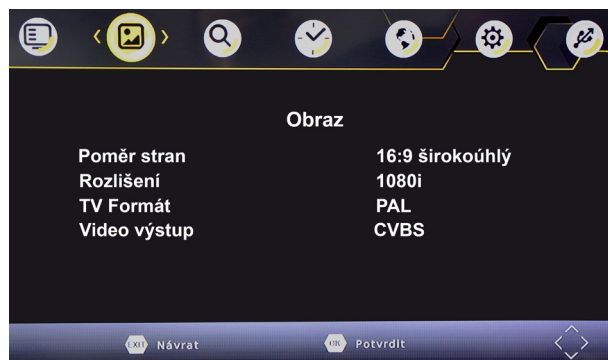 Obraz
Poměr stran 16:9 širokoúhlý
Rozlišení 1080i
TV Formát PAL
Video výstup CVBS
EXIT Návrat OK Potvrdit